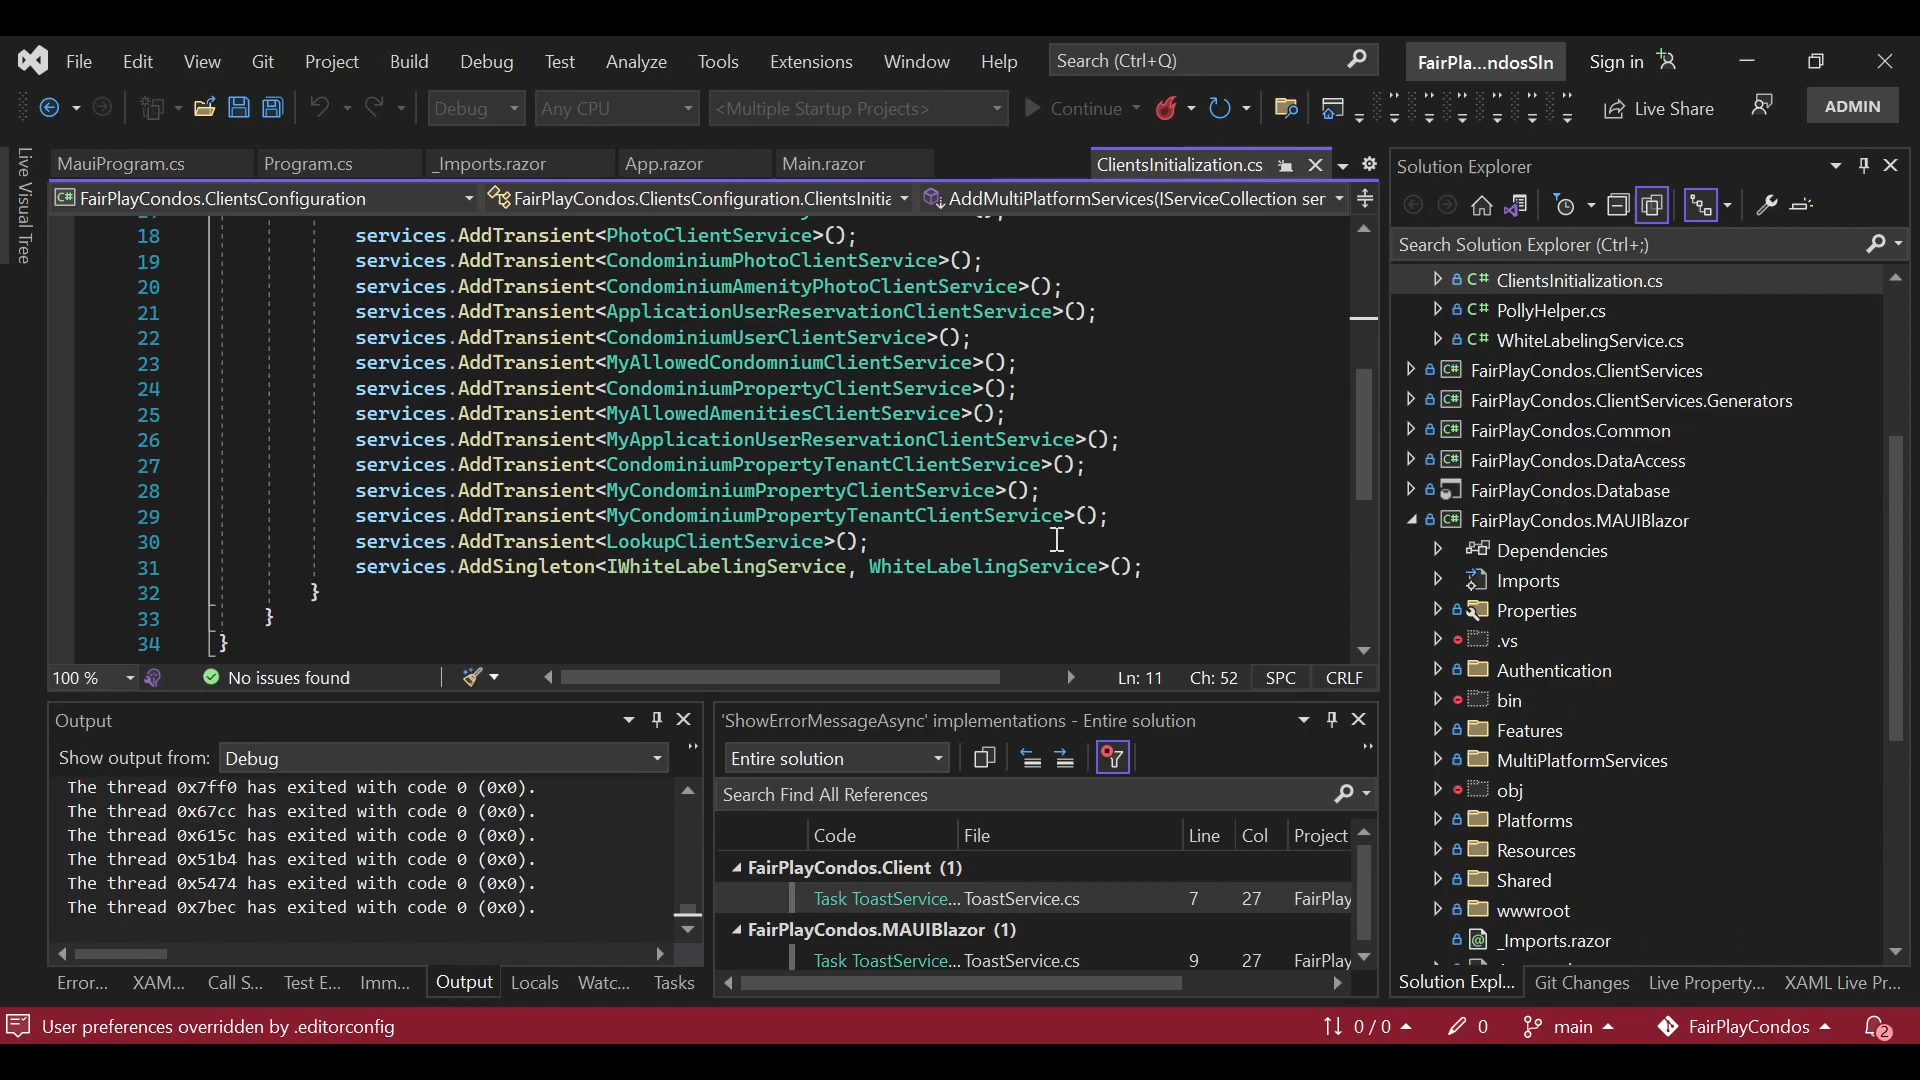 File Edit View Git Project Build Debug Test Analyze Tools Extensions Window Help Search (Ctrl+Q) FairPla...ndosSln Sign in
Debug Any CPU <Multiple Startup Projects> Continue Live Share ADMIN
Live Visual Tree
MauiProgram.cs Program.cs _Imports.razor App.razor Main.razor ClientsInitialization.cs
FairPlayCondos.ClientsConfiguration FairPlayCondos.ClientsConfiguration.ClientsInitia AddMultiPlatformServices(IServiceCollection ser
18 services.AddTransient<PhotoClientService>();
19 services.AddTransient<CondominiumPhotoClientService>();
20 services.AddTransient<CondominiumAmenityPhotoClientService>();
21 services.AddTransient<ApplicationUserReservationClientService>();
22 services.AddTransient<CondominiumUserClientService>();
23 services.AddTransient<MyAllowedCondomniumClientService>();
24 services.AddTransient<CondominiumPropertyClientService>();
25 services.AddTransient<MyAllowedAmenitiesClientService>();
26 services.AddTransient<MyApplicationUserReservationClientService>();
27 services.AddTransient<CondominiumPropertyTenantClientService>();
28 services.AddTransient<MyCondominiumPropertyClientService>();
29 services.AddTransient<MyCondominiumPropertyTenantClientService>();
30 services.AddTransient<LookupClientService>();
31 services.AddSingleton<IWhiteLabelingService, WhiteLabelingService>();
32 }
33 }
34 }
100 % No issues found Ln: 11 Ch: 52 SPC CRLF
Output
Show output from: Debug
The thread 0x7ff0 has exited with code 0 (0x0).
The thread 0x67cc has exited with code 0 (0x0).
The thread 0x615c has exited with code 0 (0x0).
The thread 0x51b4 has exited with code 0 (0x0).
The thread 0x5474 has exited with code 0 (0x0).
The thread 0x7bec has exited with code 0 (0x0).
Error... XAM... Call S... Test E... Imm... Output Locals Watc... Tasks
'ShowErrorMessageAsync' implementations - Entire solution
Entire solution
Search Find All References
Code File Line Col Project
FairPlayCondos.Client (1)
Task ToastService... ToastService.cs 7 27 FairPlay
FairPlayCondos.MAUIBlazor (1)
Task ToastService... ToastService.cs 9 27 FairPlay
Solution Explorer
Search Solution Explorer (Ctrl+;)
C# ClientsInitialization.cs
C# PollyHelper.cs
C# WhiteLabelingService.cs
FairPlayCondos.ClientServices
FairPlayCondos.ClientServices.Generators
FairPlayCondos.Common
FairPlayCondos.DataAccess
FairPlayCondos.Database
FairPlayCondos.MAUIBlazor
Dependencies
Imports
Properties
.vs
Authentication
bin
Features
MultiPlatformServices
obj
Platforms
Resources
Shared
wwwroot
_Imports.razor
Solution Expl... Git Changes Live Property... XAML Live Pr...
User preferences overridden by .editorconfig 0 / 0 0 main FairPlayCondos 2